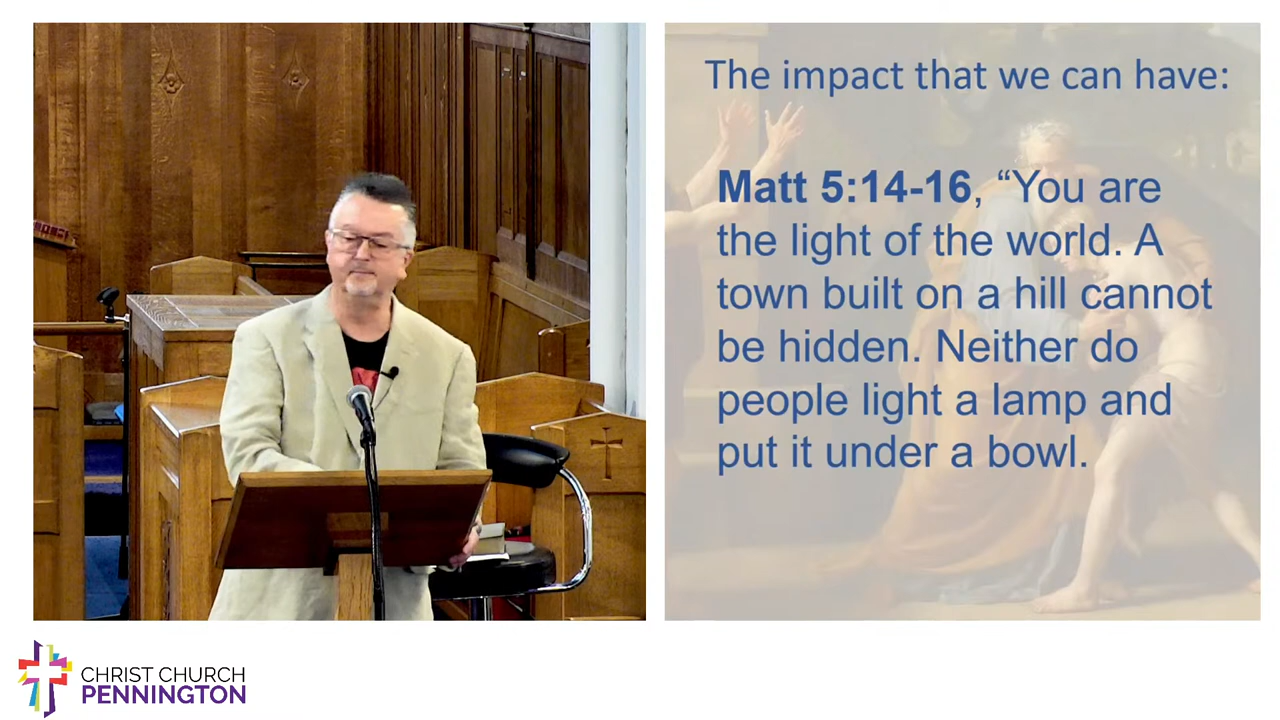 The impact that we can have:
Matt 5:14-16, “You are
the light of the world. A
town built on a hill cannot
be hidden. Neither do
people light a lamp and
put it under a bowl.
CHRIST CHURCH
PENNINGTON